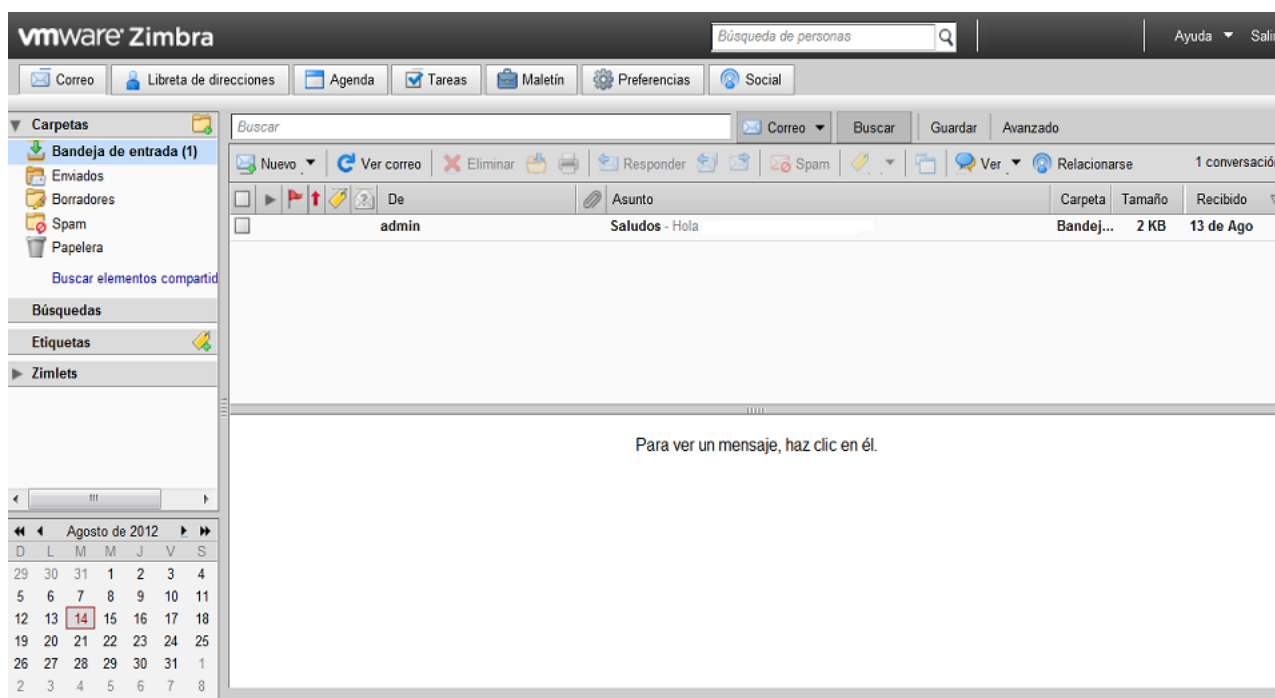 vmware Zimbra
Búsqueda de personas
Ayuda
Sali
Correo
Libreta de direcciones
Agenda
Tareas
Maletín
Preferencias
Social
Carpetas
Bandeja de entrada (1)
Enviados
Borradores
Spam
Papelera
Buscar elementos compartid
Búsquedas
Etiquetas
Zimlets
Buscar
Correo Buscar Guardar Avanzado
Nuevo Ver correo Eliminar Responder Spam Ver Relacionarse 1 conversació
De Asunto Carpeta Tamaño Recibido
admin Saludos - Hola Bandej... 2 KB 13 de Ago
Para ver un mensaje, haz clic en él.
Agosto de 2012
D L M M J V S
29 30 31 1 2 3 4
5 6 7 8 9 10 11
12 13 14 15 16 17 18
19 20 21 22 23 24 25
26 27 28 29 30 31 1
2 3 4 5 6 7 8